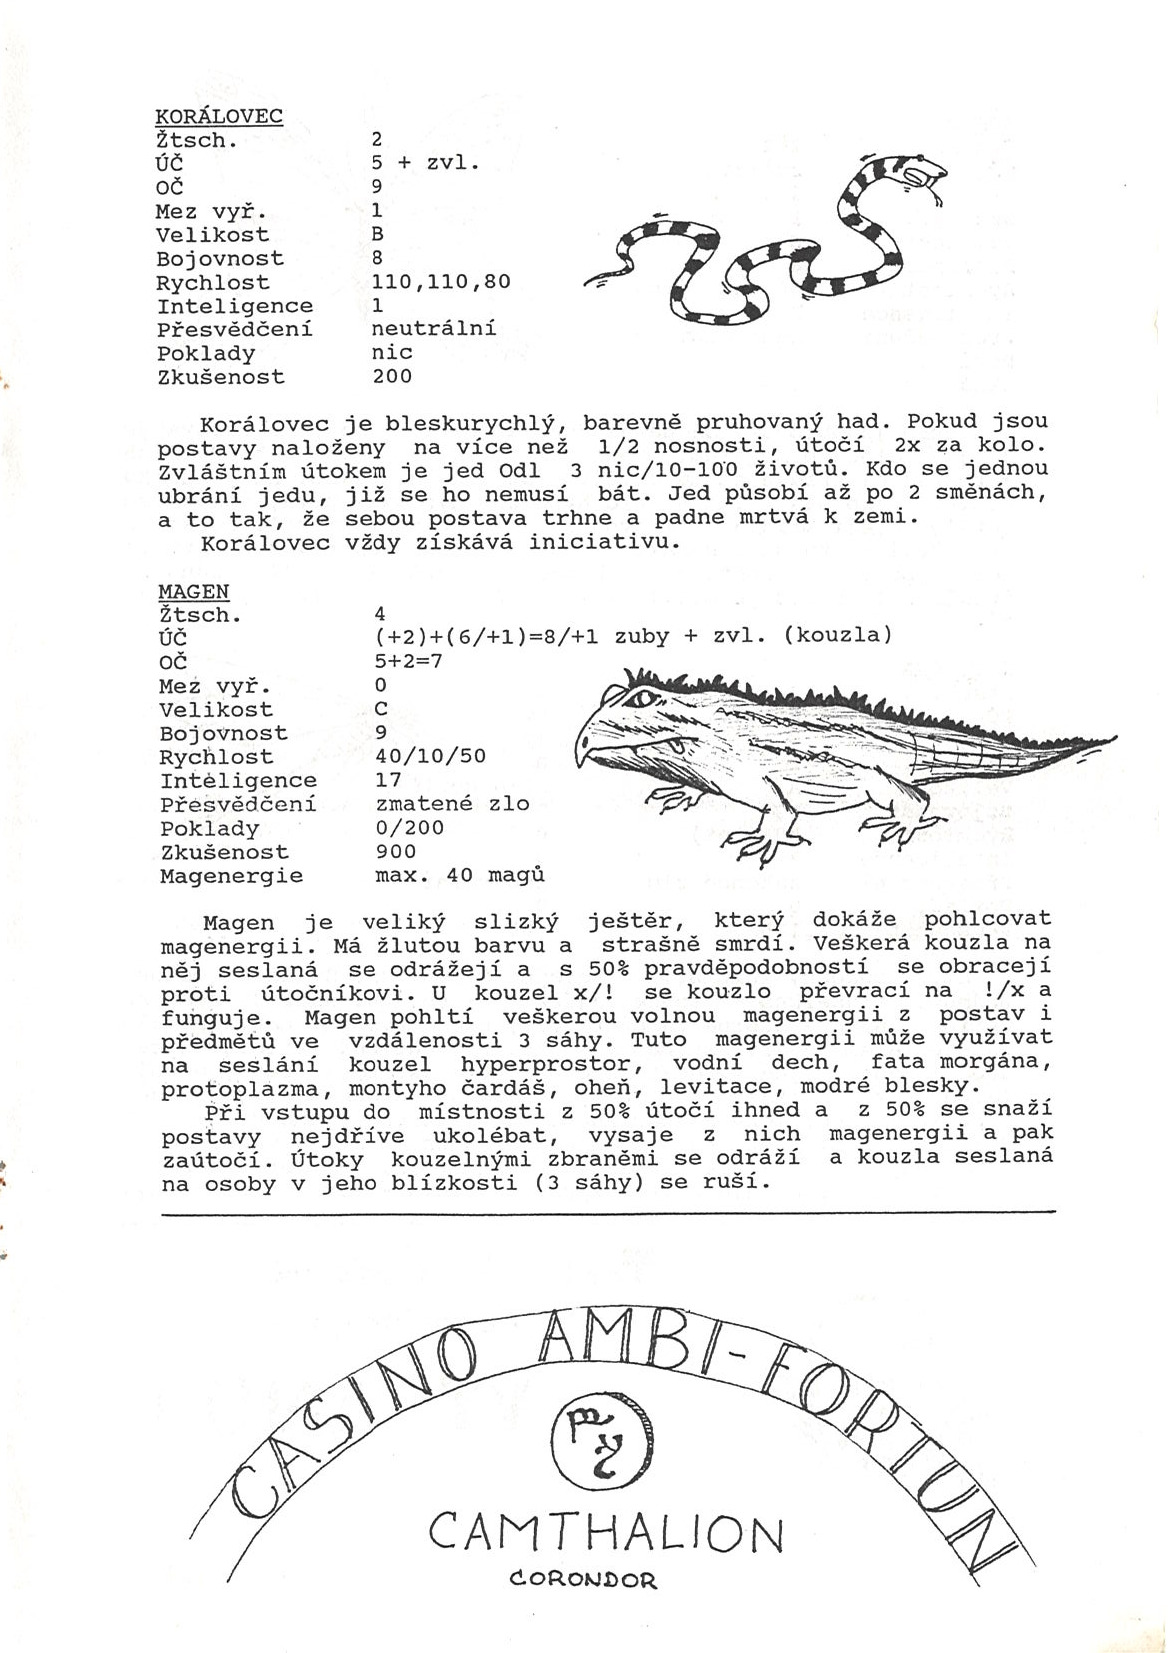 KORÁLOVEC
Žtsch. 2
ÚČ 5 + zvl.
OČ 9
Mez vyř. 1
Velikost B
Bojovnost 8
Rychlost 110,110,80
Inteligence 1
Přesvědčení neutrální
Poklady nic
Zkušenost 200
Korálovec je bleskurychlý, barevně pruhovaný had. Pokud jsou
postavy naloženy na více než 1/2 nosnosti, útočí 2x za kolo.
Zvláštním útokem je jed Odl 3 nic/10-100 životů. Kdo se jednou
ubrání jedu, již se ho nemusí bát. Jed působí až po 2 směnách,
a to tak, že sebou postava trhne a padne mrtvá k zemi.
Korálovec vždy získává iniciativu.
MAGEN
Žtsch. 4
ÚČ (+2)+(6/+1)=8/+1 zuby + zvl. (kouzla)
OČ 5+2=7
Mez vyř. 0
Velikost C
Bojovnost 9
Rychlost 40/10/50
Inteligence 17
Přesvědčení zmatené zlo
Poklady 0/200
Zkušenost 900
Magenergie max. 40 magů
Magen je veliký slizký ještěr, který dokáže pohlcovat
magenergii. Má žlutou barvu a strašně smrdí. Veškerá kouzla na
něj seslaná se odrážejí a s 50% pravděpodobností se obracejí
proti útočníkovi. U kouzel x/! se kouzlo převrací na !/x a
funguje. Magen pohltí veškerou volnou magenergii z postav i
předmětů ve vzdálenosti 3 sáhy. Tuto magenergii může využívat
na seslání kouzel hyperprostor, vodní dech, fata morgána,
protoplazma, montyho čardáš, oheň, levitace, modré blesky.
Při vstupu do místnosti z 50% útočí ihned a z 50% se snaží
postavy nejdříve ukolébat, vysaje z nich magenergii a pak
zaútočí. Útoky kouzelnými zbraněmi se odráží a kouzla seslaná
na osoby v jeho blízkosti (3 sáhy) se ruší.
CASINO AMBI-FORTUN
CAMTHALION
CORONDOR